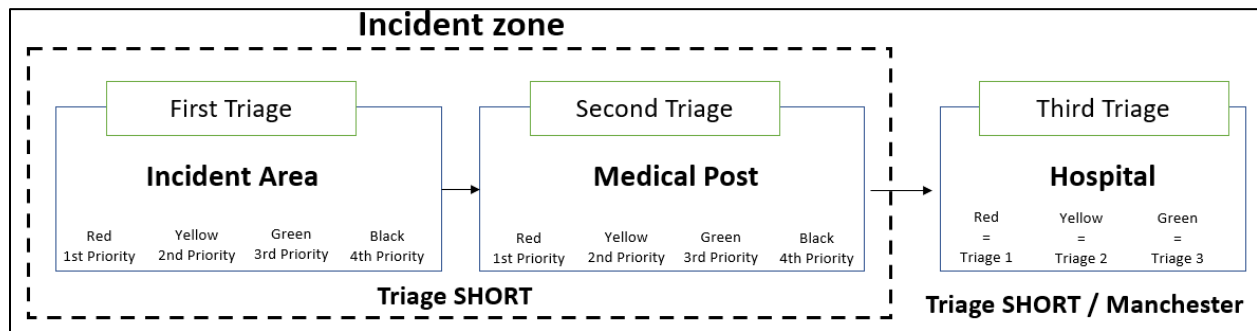 Incident zone
First Triage
Incident Area
Red
1st Priority
Yellow
2nd Priority
Green
3rd Priority
Black
4th Priority
Second Triage
Medical Post
Red
1st Priority
Yellow
2nd Priority
Green
3rd Priority
Black
4th Priority
Triage SHORT
Third Triage
Hospital
Red
=
Triage 1
Yellow
=
Triage 2
Green
=
Triage 3
Triage SHORT / Manchester